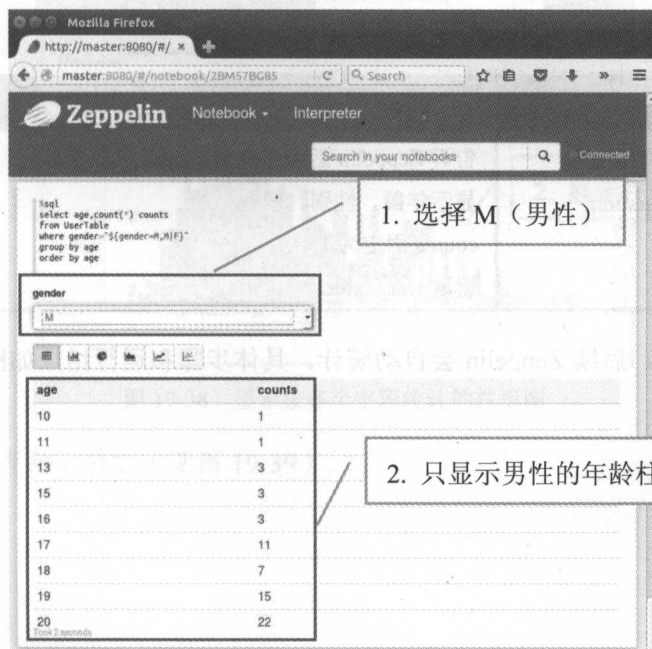 Mozilla Firefox
http://master:8080/#/ × +
master:8080/#/notebook/2BM57BG85
Search
Zeppelin
Notebook
Interpreter
Search in your notebooks
Connected
%sql
select age,count(*) counts
from UserTable
where gender="${gender=M,M|F}"
group by age
order by age
1. 选择 M（男性）
gender
M
age counts
10 1
11 1
13 3
15 3
16 3
17 11
18 7
19 15
20 22
2. 只显示男性的年龄柱
Took 2 seconds